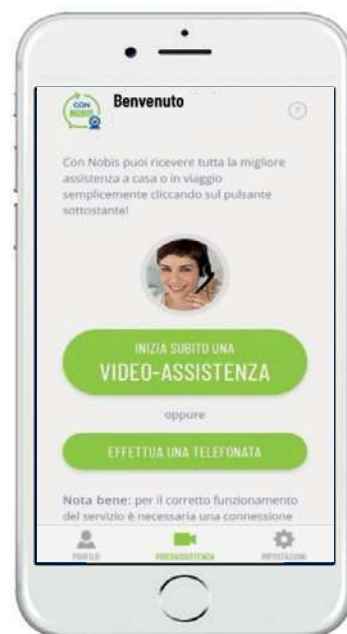 CON
NOBIS
Benvenuto
?
Con Nobis puoi ricevere tutta la migliore
assistenza a casa o in viaggio
semplicemente cliccando sul pulsante
sottostante!
INIZIA SUBITO UNA
VIDEO-ASSISTENZA
oppure
EFFETTUA UNA TELEFONATA
Nota bene: per il corretto funzionamento
del servizio è necessaria una connessione
PROFILO VIDEOASSISTENZA IMPOSTAZIONI